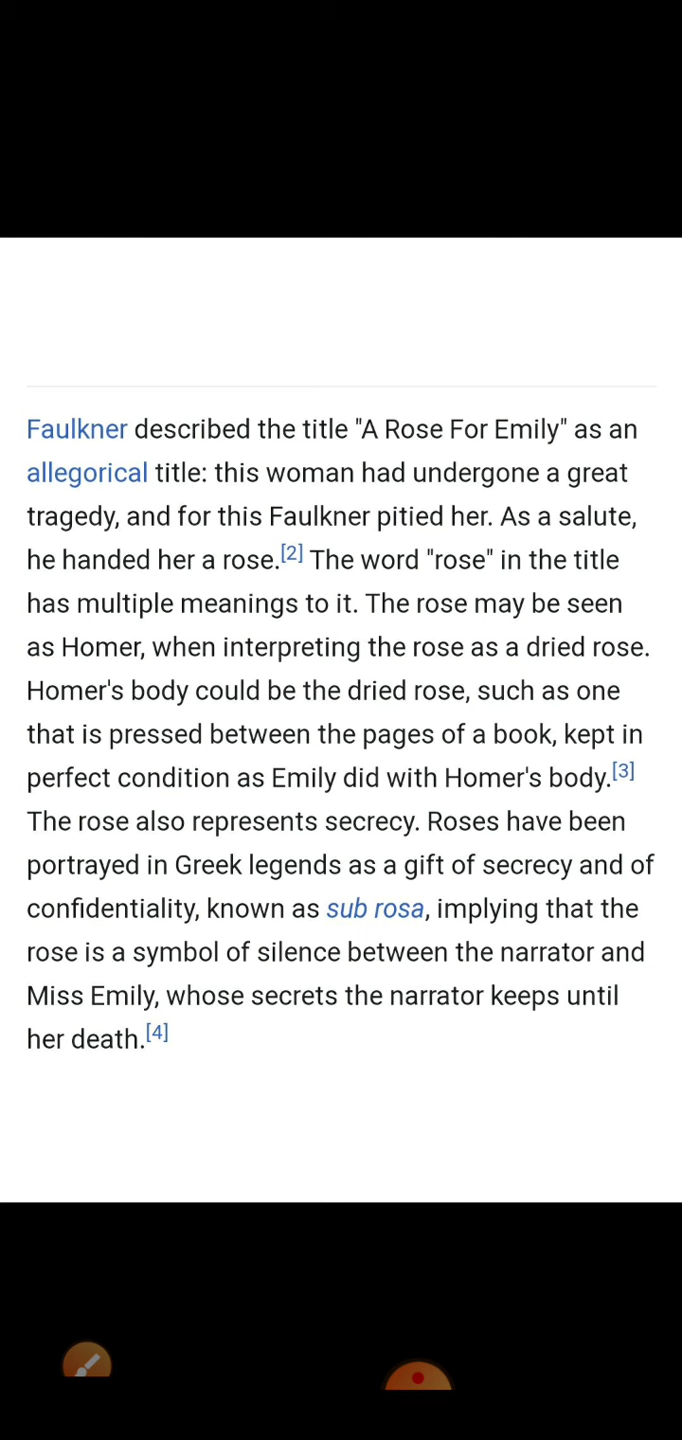 Faulkner described the title "A Rose For Emily" as an
allegorical title: this woman had undergone a great
tragedy, and for this Faulkner pitied her. As a salute,
he handed her a rose.[2] The word "rose" in the title
has multiple meanings to it. The rose may be seen
as Homer, when interpreting the rose as a dried rose.
Homer's body could be the dried rose, such as one
that is pressed between the pages of a book, kept in
perfect condition as Emily did with Homer's body.[3]
The rose also represents secrecy. Roses have been
portrayed in Greek legends as a gift of secrecy and of
confidentiality, known as sub rosa, implying that the
rose is a symbol of silence between the narrator and
Miss Emily, whose secrets the narrator keeps until
her death.[4]